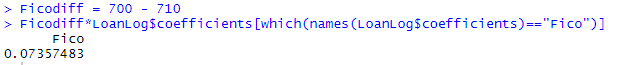 > Ficodiff = 700 - 710
> Ficodiff*LoanLog$coefficients[which(names(LoanLog$coefficients)=="Fico")]
Fico
0.07357483